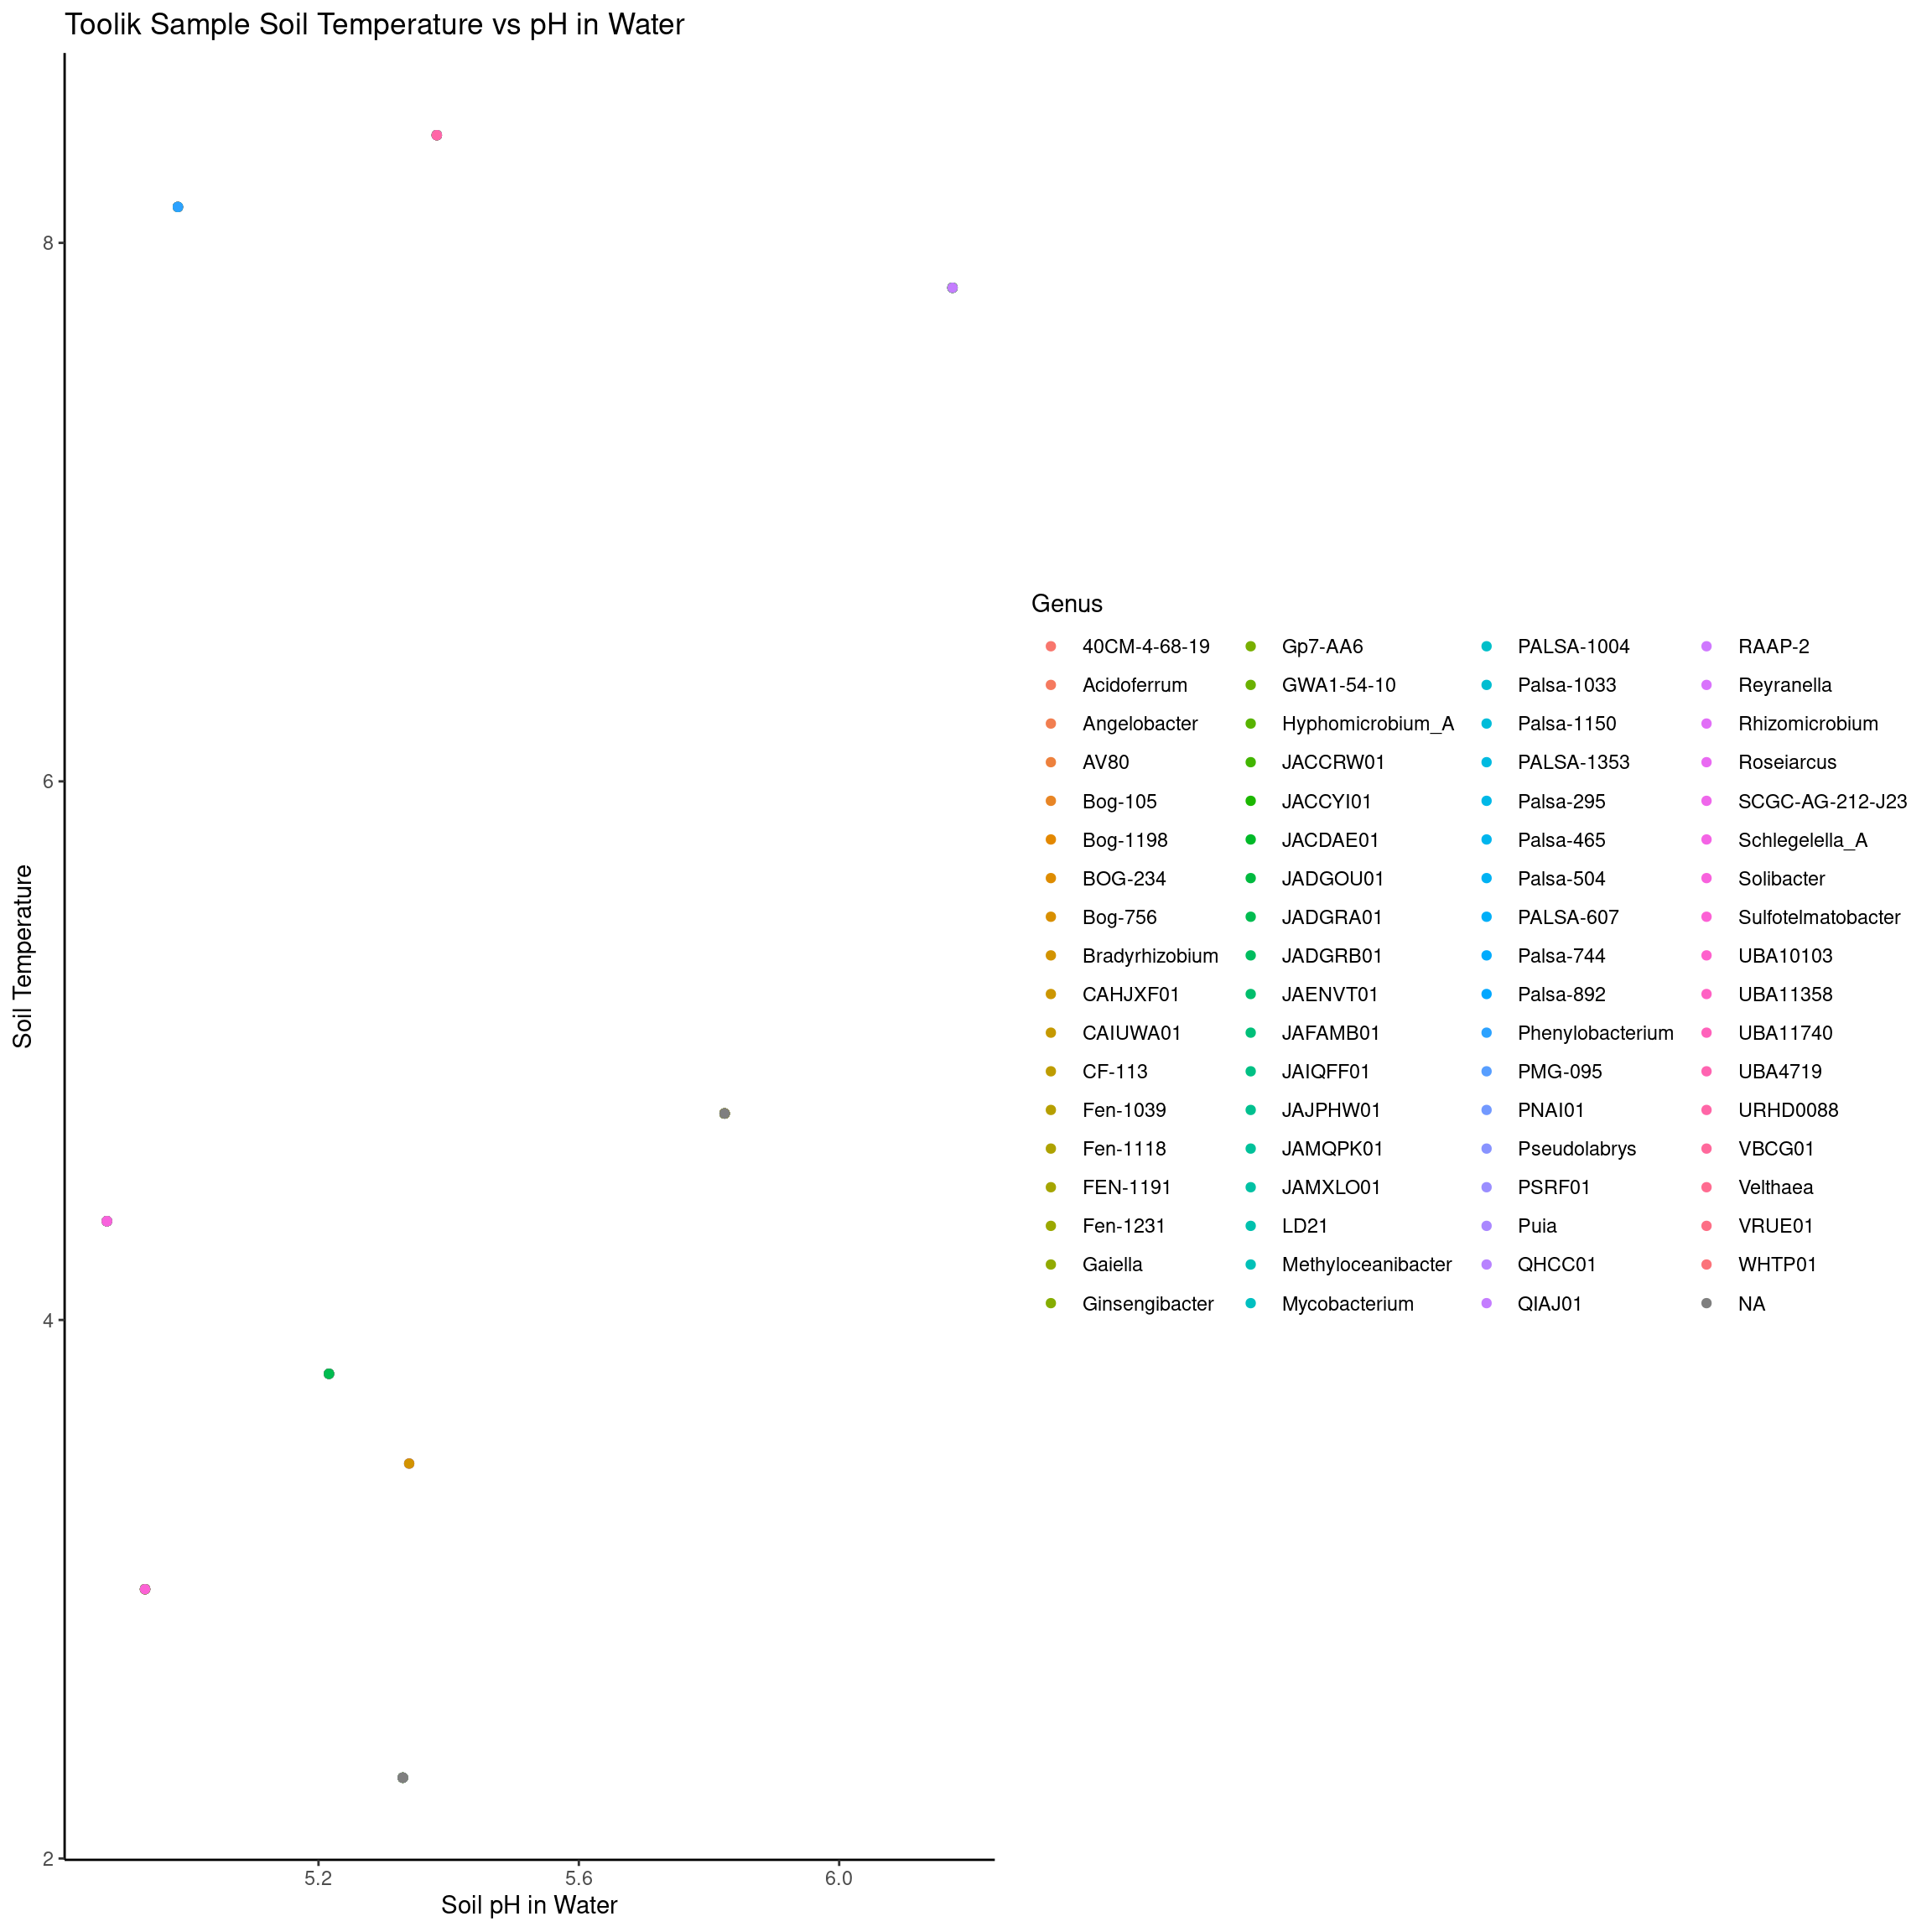 Toolik Sample Soil Temperature vs pH in Water
8
6
4
2
Soil Temperature
5.2
5.6
6.0
Soil pH in Water
Genus
40CM-4-68-19
Acidoferrum
Angelobacter
AV80
Bog-105
Bog-1198
BOG-234
Bog-756
Bradyrhizobium
CAHJXF01
CAIUWA01
CF-113
Fen-1039
Fen-1118
FEN-1191
Fen-1231
Gaiella
Ginsengibacter
Gp7-AA6
GWA1-54-10
Hyphomicrobium_A
JACCRW01
JACCYI01
JACDAE01
JADGOU01
JADGRA01
JADGRB01
JAENVT01
JAFAMB01
JAIQFF01
JAJPHW01
JAMQPK01
JAMXLO01
LD21
Methyloceanibacter
Mycobacterium
PALSA-1004
Palsa-1033
Palsa-1150
PALSA-1353
Palsa-295
Palsa-465
Palsa-504
PALSA-607
Palsa-744
Palsa-892
Phenylobacterium
PMG-095
PNAI01
Pseudolabrys
PSRF01
Puia
QHCC01
QIAJ01
RAAP-2
Reyranella
Rhizomicrobium
Roseiarcus
SCGC-AG-212-J23
Schlegelella_A
Solibacter
Sulfotelmatobacter
UBA10103
UBA11358
UBA11740
UBA4719
URHD0088
VBCG01
Velthaea
VRUE01
WHTP01
NA